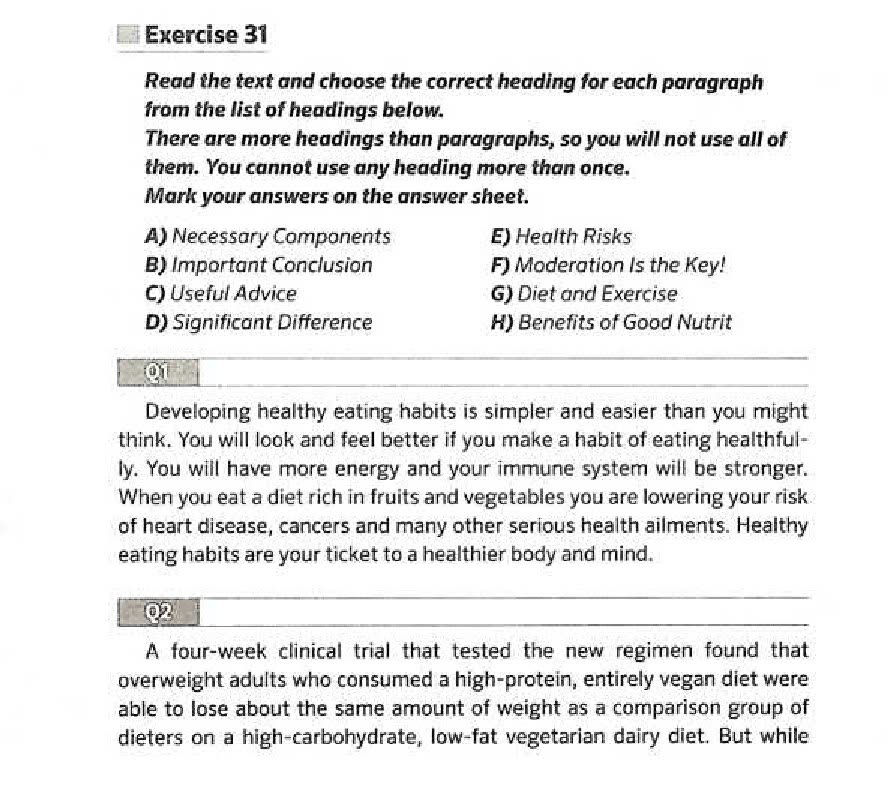 Exercise 31
Read the text and choose the correct heading for each paragraph
from the list of headings below.
There are more headings than paragraphs, so you will not use all of
them. You cannot use any heading more than once.
Mark your answers on the answer sheet.
A) Necessary Components
B) Important Conclusion
C) Useful Advice
D) Significant Difference
E) Health Risks
F) Moderation Is the Key!
G) Diet and Exercise
H) Benefits of Good Nutrit
Q1
Developing healthy eating habits is simpler and easier than you might
think. You will look and feel better if you make a habit of eating healthful-
ly. You will have more energy and your immune system will be stronger.
When you eat a diet rich in fruits and vegetables you are lowering your risk
of heart disease, cancers and many other serious health ailments. Healthy
eating habits are your ticket to a healthier body and mind.
Q2
A four-week clinical trial that tested the new regimen found that
overweight adults who consumed a high-protein, entirely vegan diet were
able to lose about the same amount of weight as a comparison group of
dieters on a high-carbohydrate, low-fat vegetarian dairy diet. But while